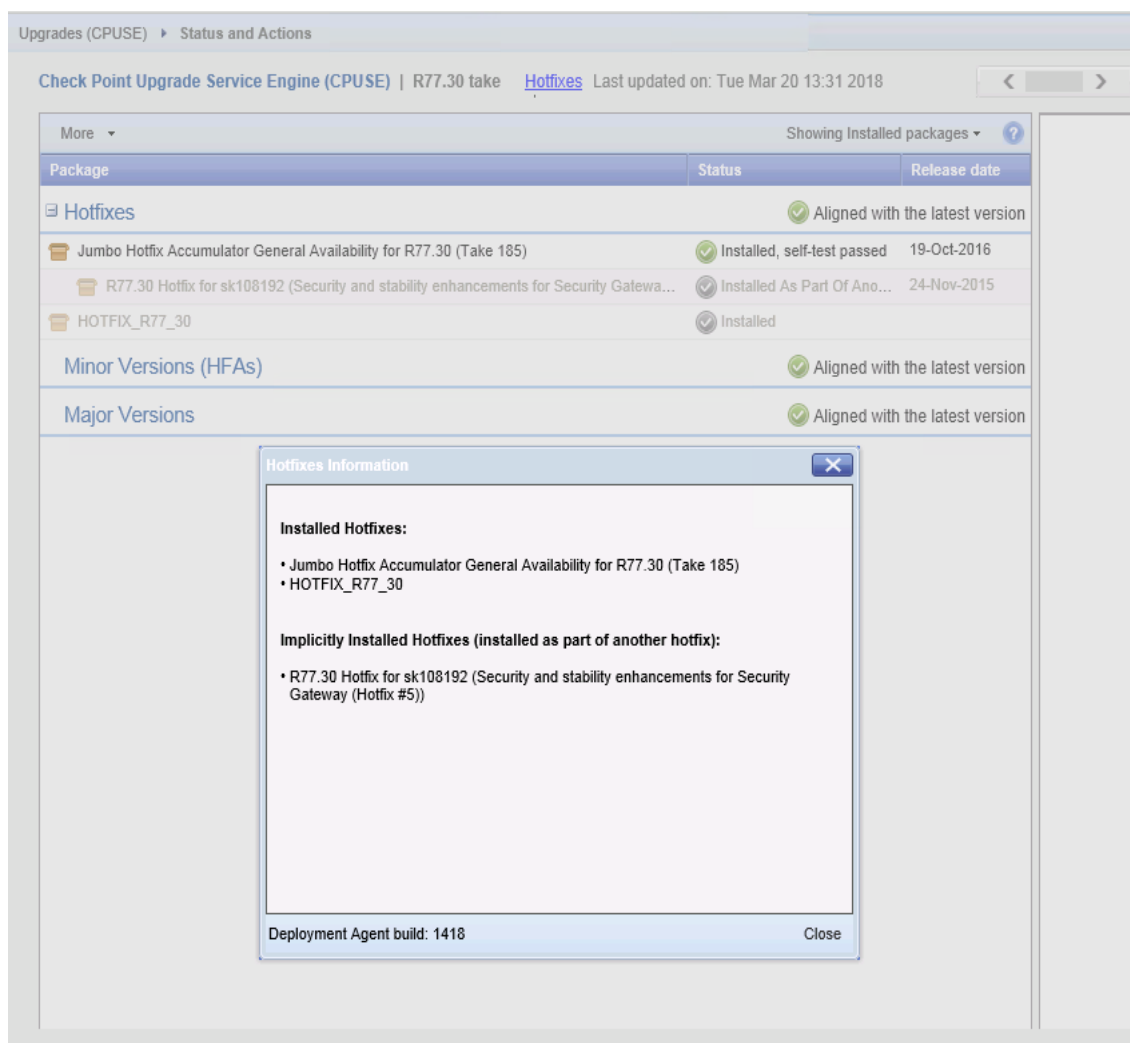 Upgrades (CPUSE) ▸ Status and Actions
Check Point Upgrade Service Engine (CPUSE) | R77.30 take Hotfixes Last updated on: Tue Mar 20 13:31 2018
More Showing Installed packages
Package Status Release date
Hotfixes Aligned with the latest version
Jumbo Hotfix Accumulator General Availability for R77.30 (Take 185) Installed, self-test passed 19-Oct-2016
R77.30 Hotfix for sk108192 (Security and stability enhancements for Security Gatewa... Installed As Part Of Ano... 24-Nov-2015
HOTFIX_R77_30 Installed
Minor Versions (HFAs) Aligned with the latest version
Major Versions Aligned with the latest version
Hotfixes Information
Installed Hotfixes:
• Jumbo Hotfix Accumulator General Availability for R77.30 (Take 185)
• HOTFIX_R77_30
Implicitly Installed Hotfixes (installed as part of another hotfix):
• R77.30 Hotfix for sk108192 (Security and stability enhancements for Security
Gateway (Hotfix #5))
Deployment Agent build: 1418 Close